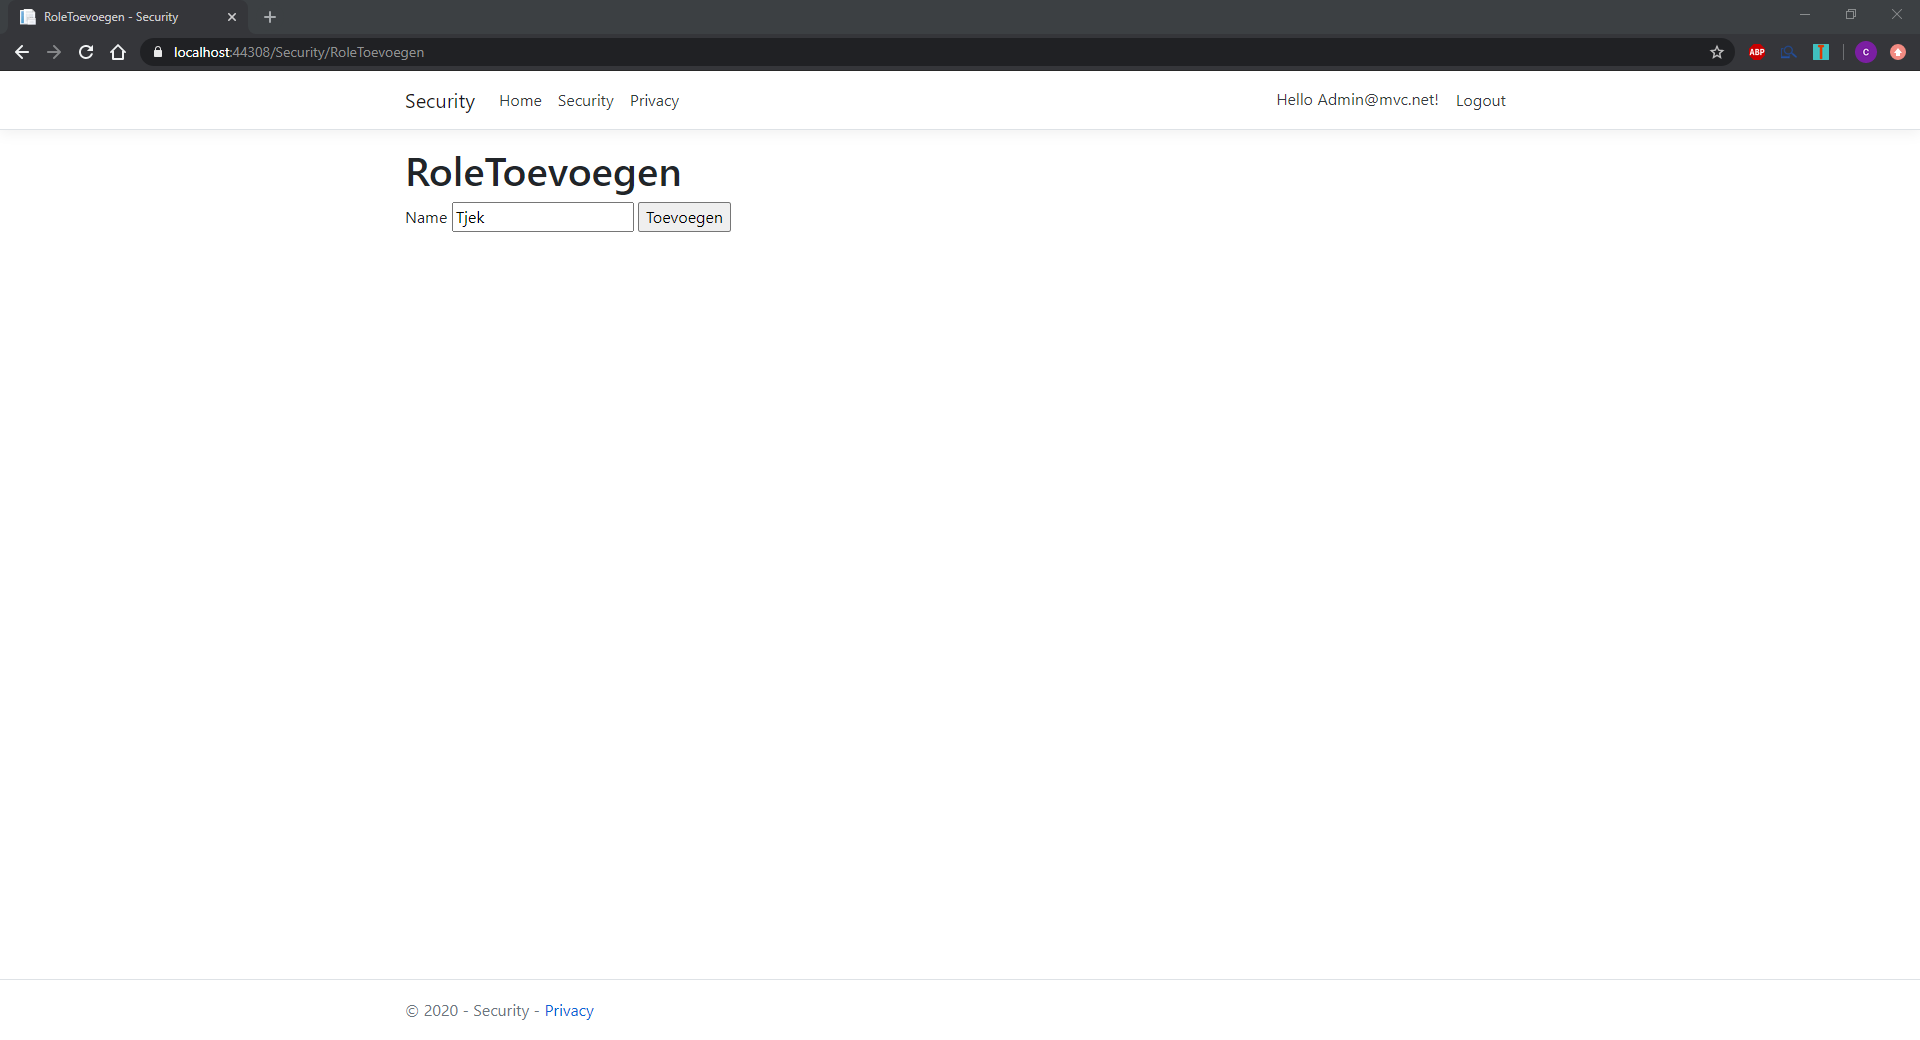 RoleToevoegen - Security
localhost:44308/Security/RoleToevoegen
ABP
T
C
Security Home Security Privacy Hello Admin@mvc.net! Logout
RoleToevoegen
Name Tjek Toevoegen
© 2020 - Security - Privacy